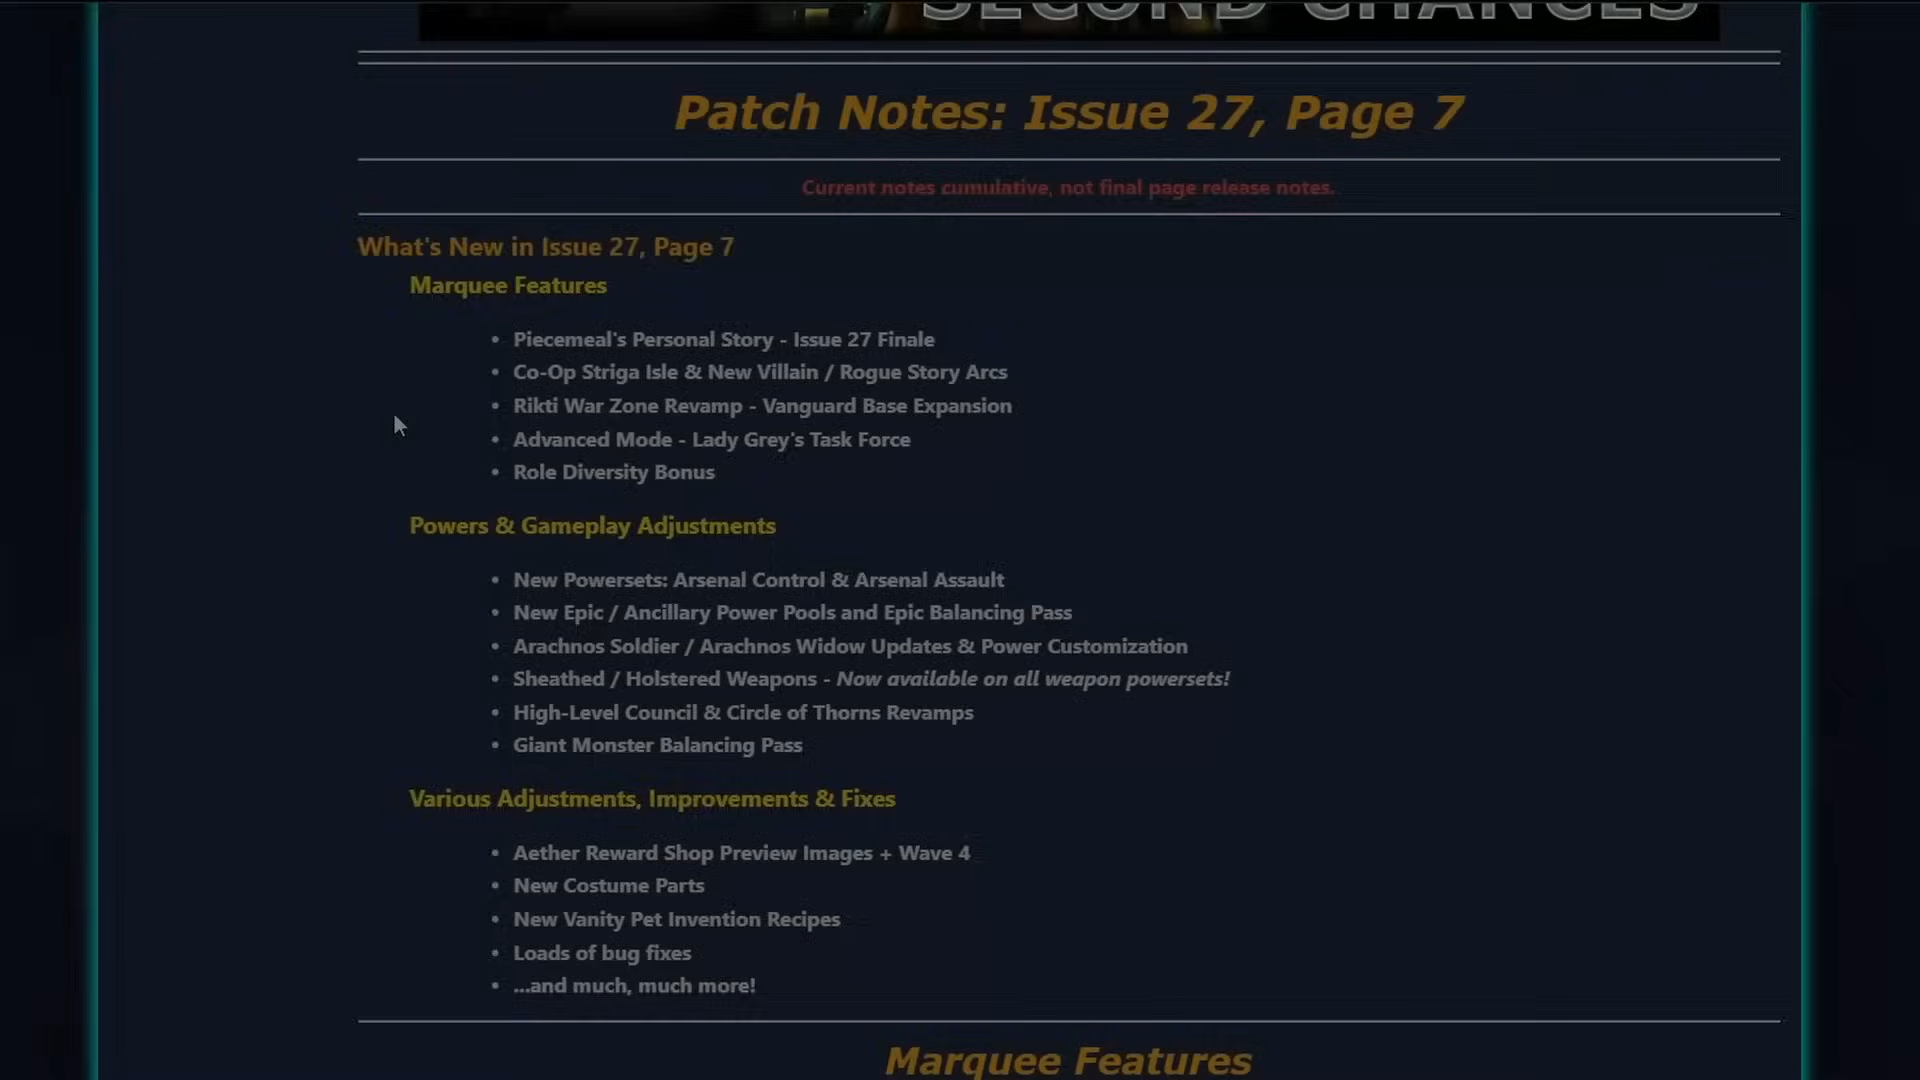 SECOND CHANCES
Patch Notes: Issue 27, Page 7
Current notes cumulative, not final page release notes.
What's New in Issue 27, Page 7
Marquee Features
• Piecemeal's Personal Story - Issue 27 Finale
• Co-Op Striga Isle & New Villain / Rogue Story Arcs
• Rikti War Zone Revamp - Vanguard Base Expansion
• Advanced Mode - Lady Grey's Task Force
• Role Diversity Bonus
Powers & Gameplay Adjustments
• New Powersets: Arsenal Control & Arsenal Assault
• New Epic / Ancillary Power Pools and Epic Balancing Pass
• Arachnos Soldier / Arachnos Widow Updates & Power Customization
• Sheathed / Holstered Weapons - Now available on all weapon powersets!
• High-Level Council & Circle of Thorns Revamps
• Giant Monster Balancing Pass
Various Adjustments, Improvements & Fixes
• Aether Reward Shop Preview Images + Wave 4
• New Costume Parts
• New Vanity Pet Invention Recipes
• Loads of bug fixes
• ...and much, much more!
Marquee Features